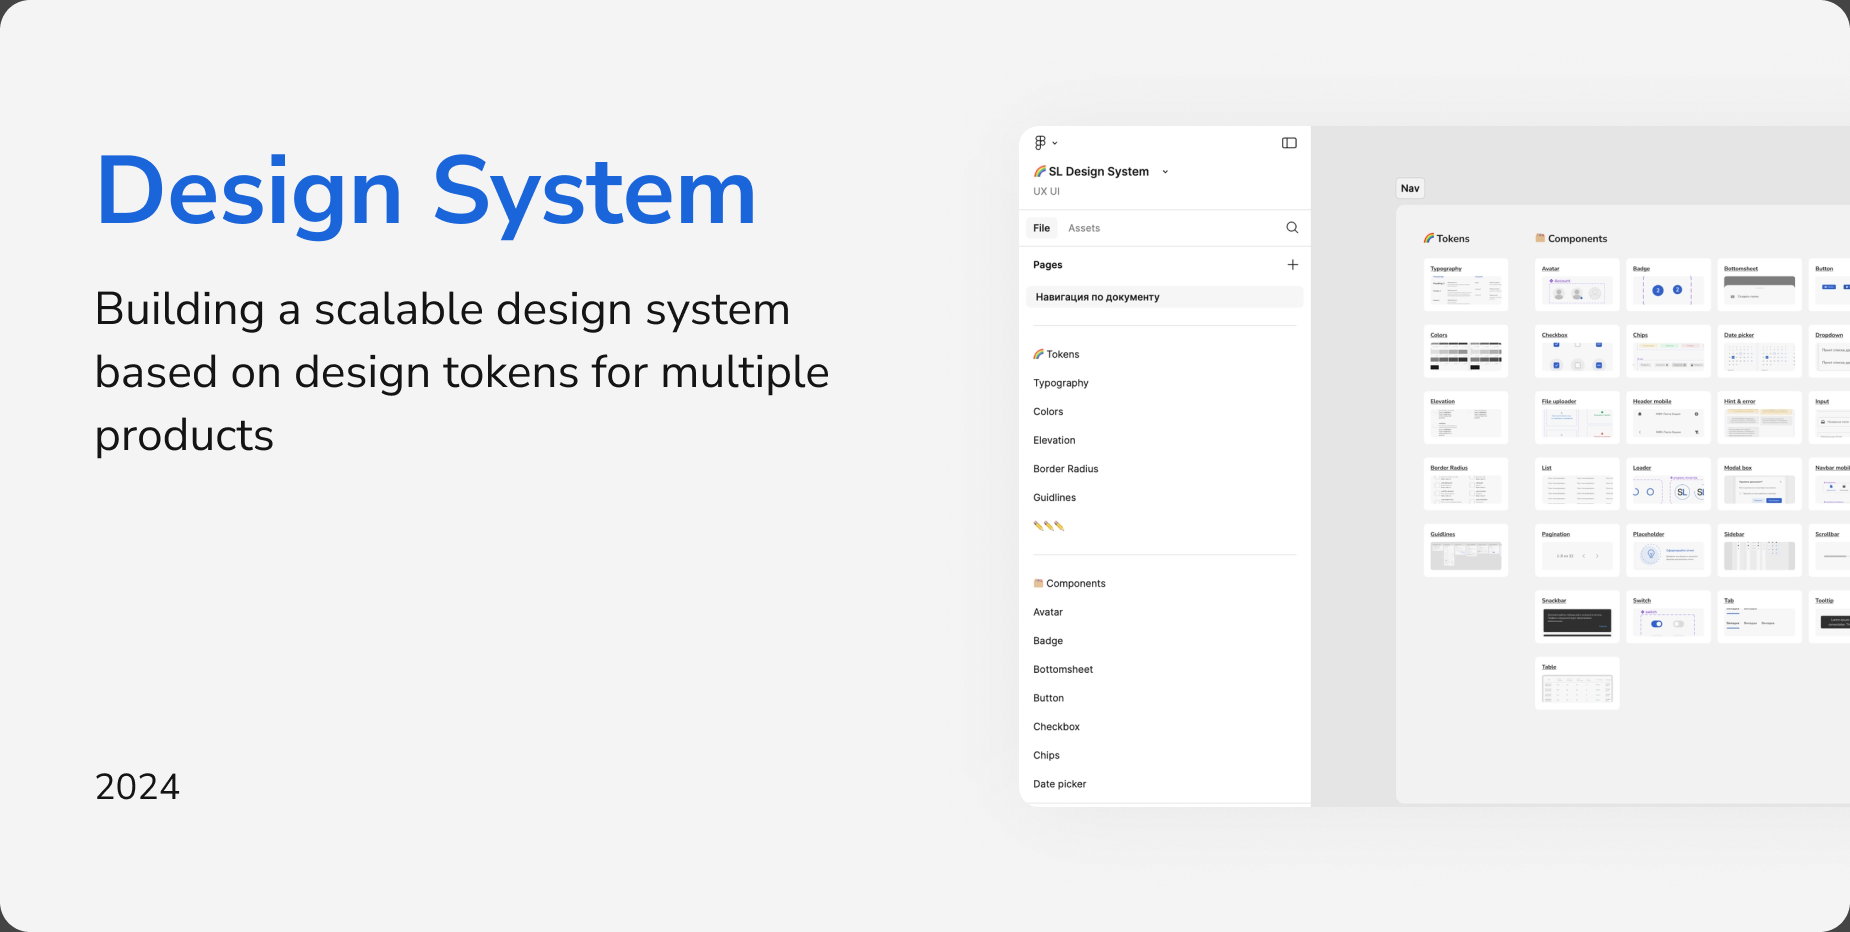 Design System
Building a scalable design system
based on design tokens for multiple
products
2024
🌈 SL Design System
UX UI
File
Assets
Pages
Навигация по документу
🌈 Tokens
Typography
Colors
Elevation
Border Radius
Guidlines
✏️✏️✏️
Components
Avatar
Badge
Bottomsheet
Button
Checkbox
Chips
Date picker
Nav
🌈 Tokens
Components
Typography
Avatar
Badge
Bottomsheet
Button
Colors
Checkbox
Chips
Date picker
Dropdown
Elevation
File uploader
Header mobile
Hint & error
Input
Border Radius
List
Loader
SL
Modal box
Navbar mobil
Guidlines
Pagination
Placeholder
Sidebar
Scrollbar
Snackbar
Switch
Tab
Tooltip
Table